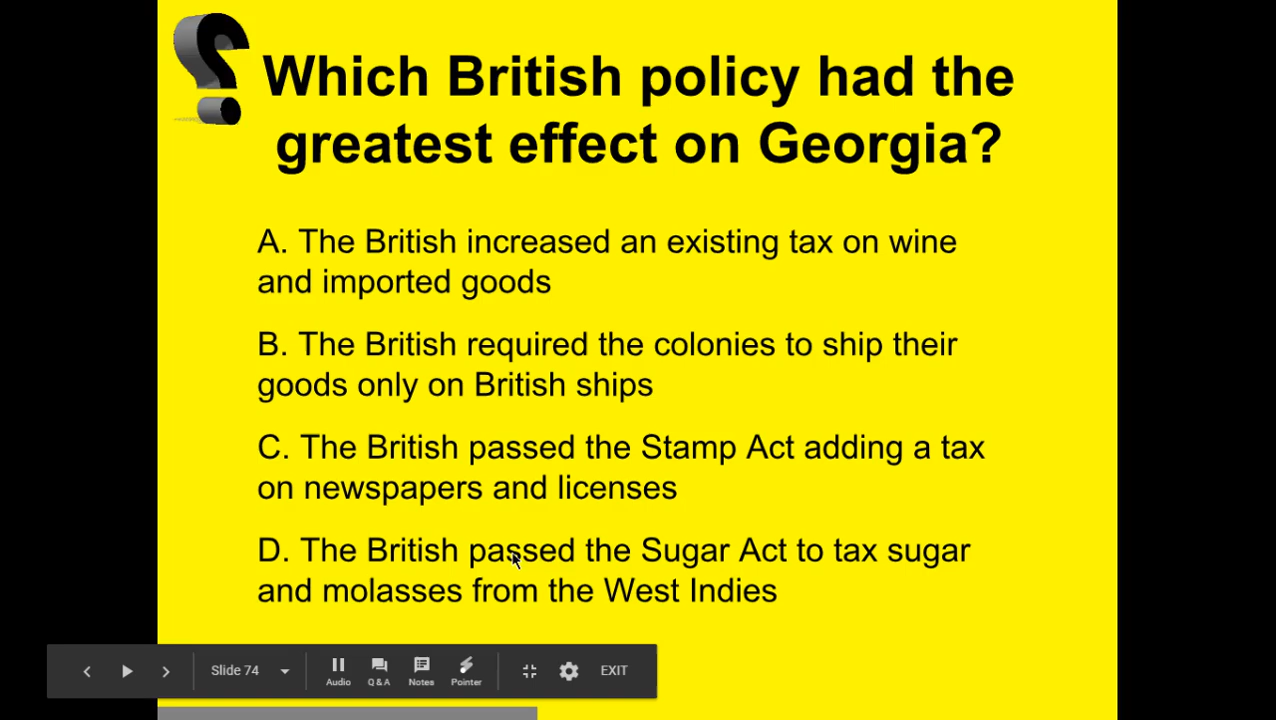 Which British policy had the
greatest effect on Georgia?
A. The British increased an existing tax on wine
and imported goods
B. The British required the colonies to ship their
goods only on British ships
C. The British passed the Stamp Act adding a tax
on newspapers and licenses
D. The British passed the Sugar Act to tax sugar
and molasses from the West Indies
Slide 74
Audio
Q & A
Notes
Pointer
EXIT